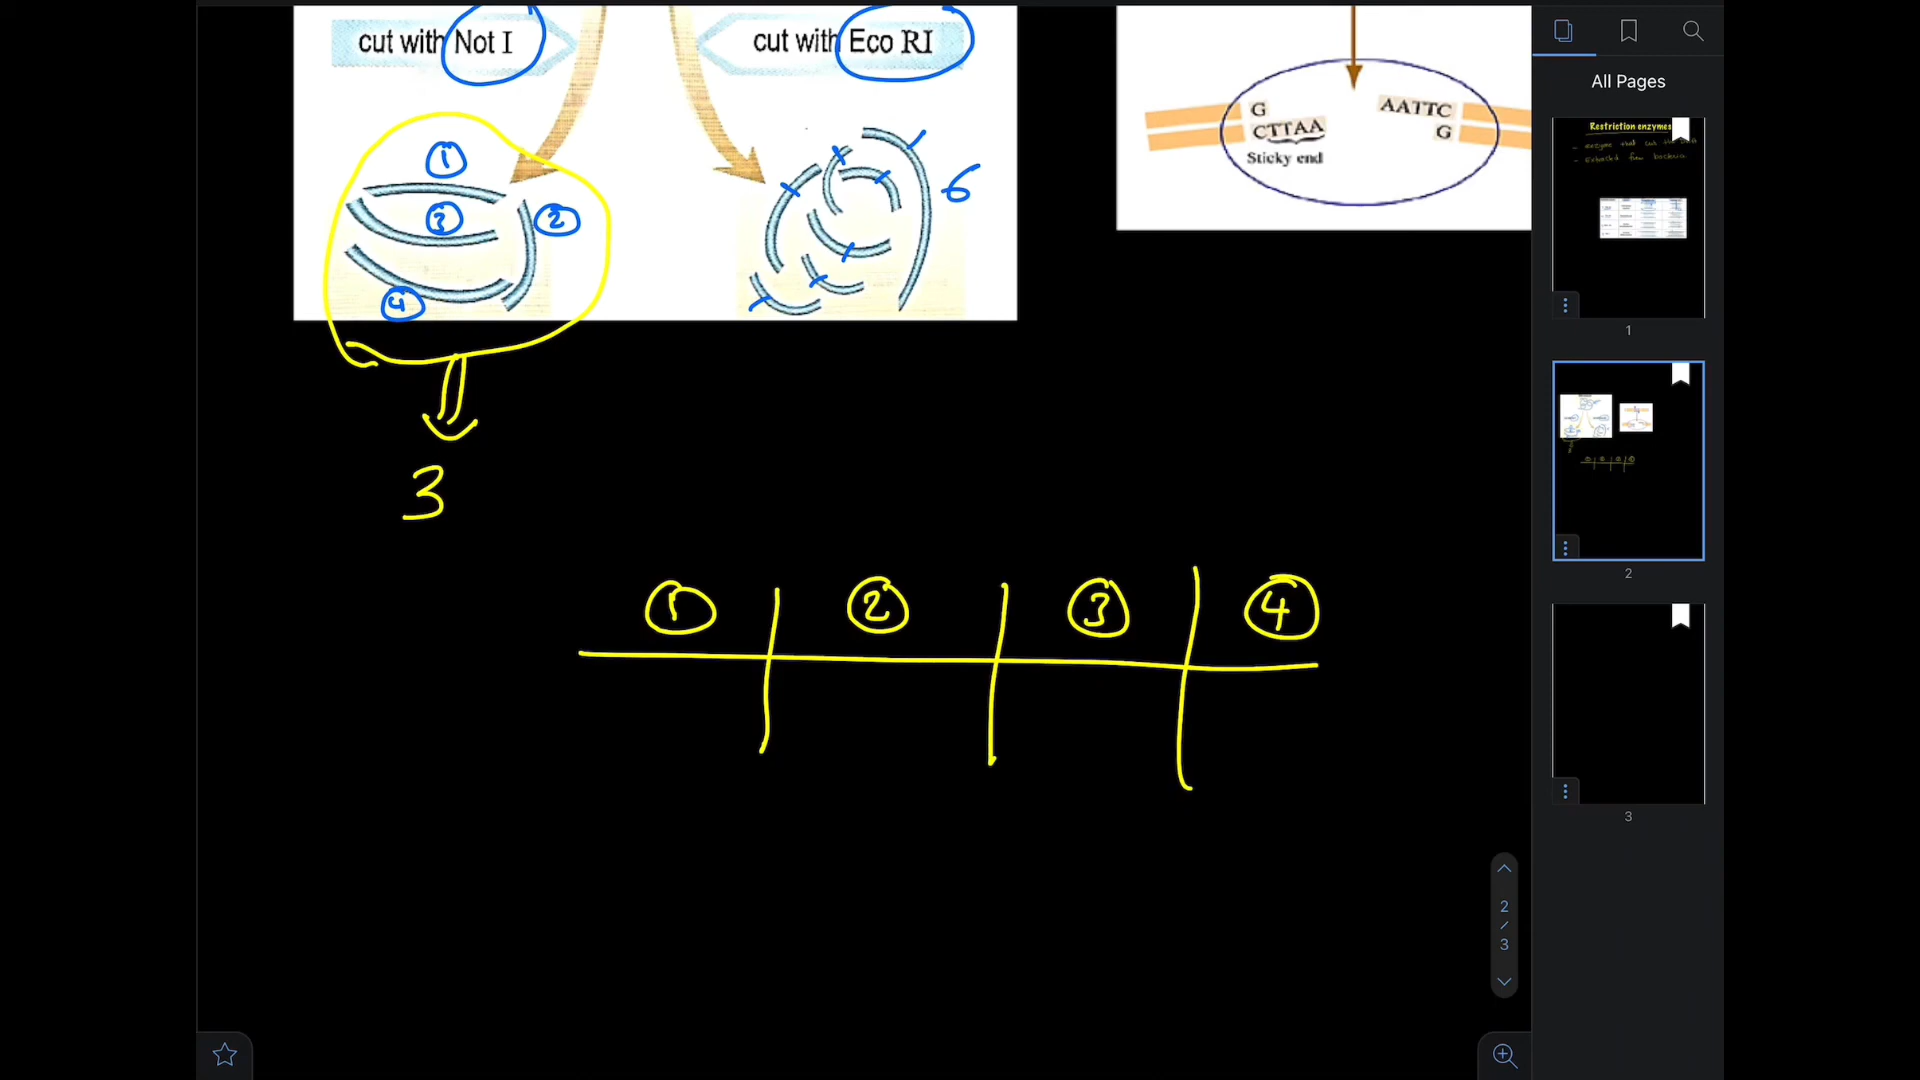 cut with Not I
cut with Eco RI
1
3
2
4
6
G
CTTAA
Sticky end
AATTC
G
3
1
2
3
4
All Pages
Restriction enzymes
1
2
3
2
/
3